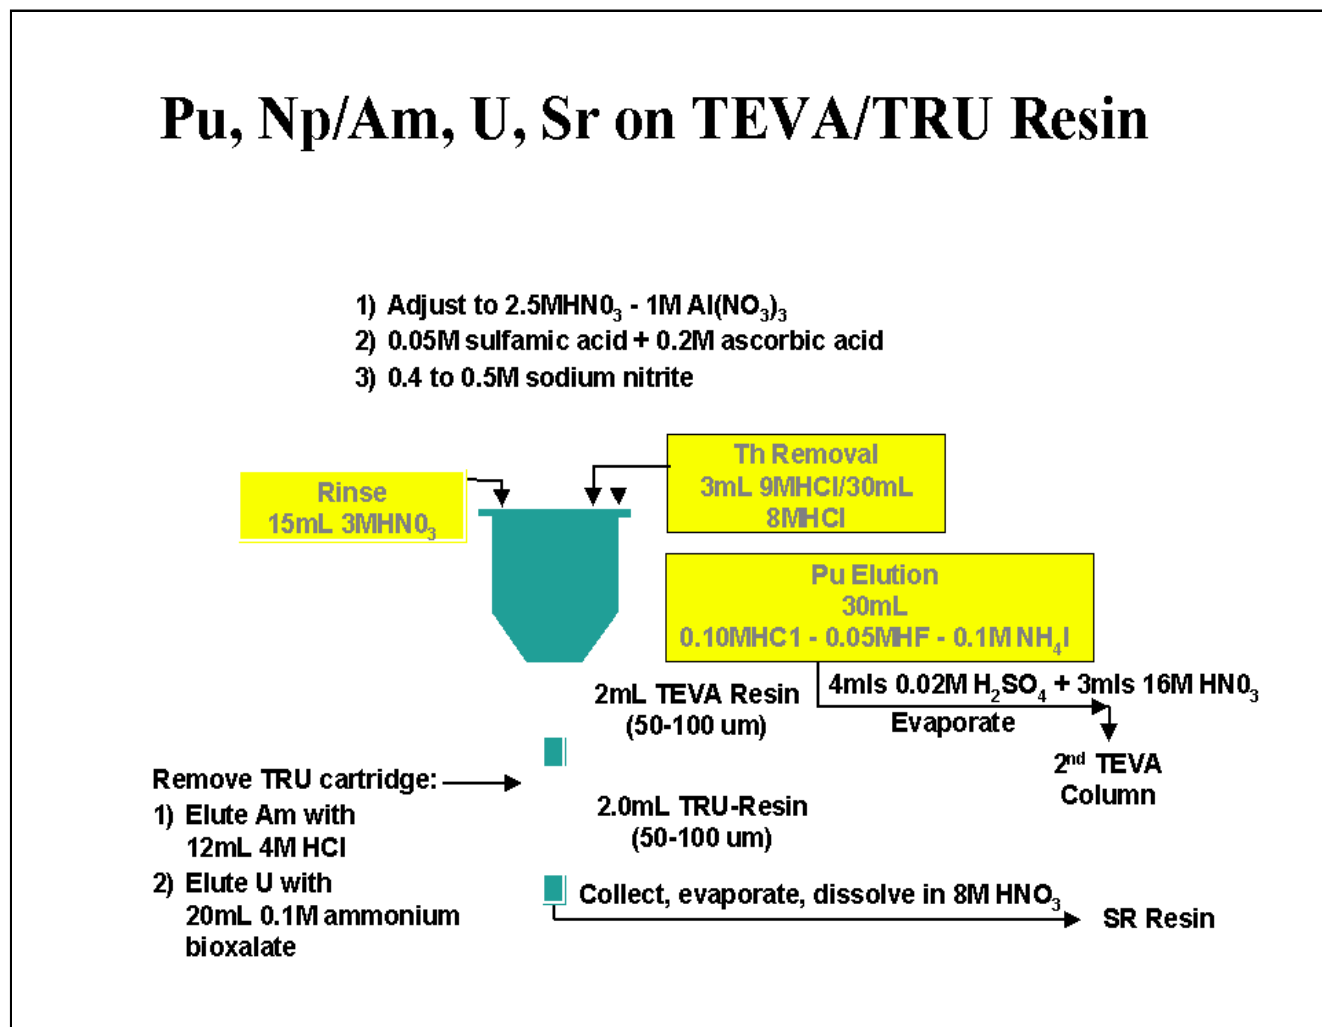 Pu, Np/Am, U, Sr on TEVA/TRU Resin
1) Adjust to 2.5MHN0₃ - 1M Al(NO₃)₃
2) 0.05M sulfamic acid + 0.2M ascorbic acid
3) 0.4 to 0.5M sodium nitrite
Rinse
15mL 3MHN0₃
Th Removal
3mL 9MHCl/30mL
8MHCl
Pu Elution
30mL
0.10MHC1 - 0.05MHF - 0.1M NH₄I
4mls 0.02M H₂SO₄ + 3mls 16M HN0₃
Evaporate
2nd TEVA
Column
2mL TEVA Resin
(50-100 um)
Remove TRU cartridge:
1) Elute Am with
12mL 4M HCl
2) Elute U with
20mL 0.1M ammonium
bioxalate
2.0mL TRU-Resin
(50-100 um)
Collect, evaporate, dissolve in 8M HNO₃
SR Resin